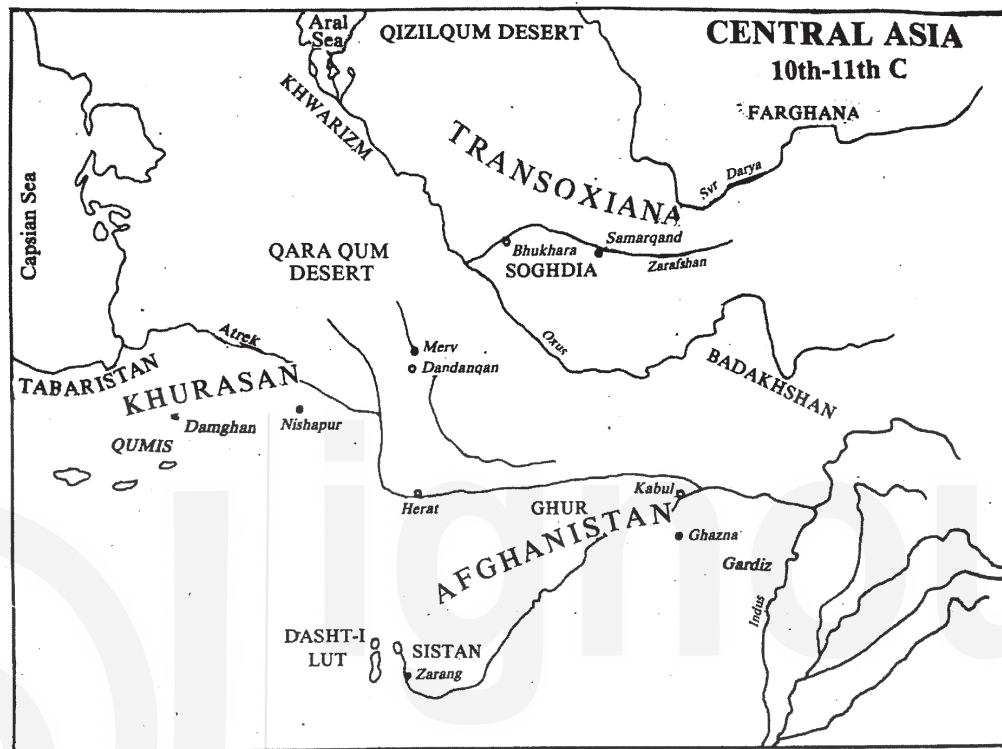 Aral
Sea
QIZILQUM DESERT
CENTRAL ASIA
10th-11th C
KHWARIZM
FARGHANA
TRANSOXIANA
Syr Darya
Capsian Sea
Bhukhara
Samarqand
SOGHDIA
Zarafshan
QARA QUM
DESERT
Atrek
Oxus
Merv
Dandanqan
TABARISTAN
KHURASAN
BADAKHSHAN
Damghan
Nishapur
QUMIS
Herat
GHUR
Kabul
AFGHANISTAN
Ghazna
Gardiz
Indus
DASHT-I
LUT
SISTAN
Zarang
ignou